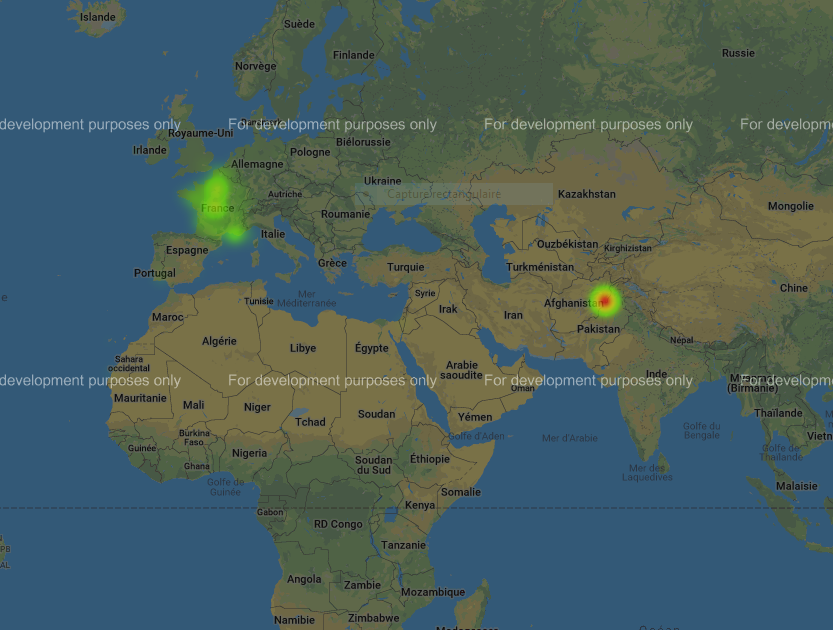 Islande
Suède
Finlande
Russie
Norvège
development purposes only
For development purposes only
For development purposes only
For developm
Royaume-Uni
Irlande
Biélorussie
Pologne
Allemagne
Ukraine
Autriche
Capture rectangulaire
Kazakhstan
France
Roumanie
Mongolie
Italie
Ouzbékistan
Kirghizistan
Espagne
Grèce
Turquie
Turkménistan
Portugal
Chine
Syrie
Tunisie
Mer
Méditerranée
Afghanistan
Irak
Iran
Maroc
Pakistan
Algérie
Libye
Égypte
Népal
Sahara
occidental
Arabie
saoudite
Inde
development purposes only
For development purposes only
For development purposes only
For developm
(Birmanie)
Oman
Mauritanie
Mali
Niger
Tchad
Soudan
Yémen
Thaïlande
Golfe d'Aden
Mer d'Arabie
Golfe du
Bengale
Burkina
Faso
Vietn
Guinée
Nigeria
Ghana
Soudan
du Sud
Éthiopie
Golfe de
Thaïlande
Mer des
Laquedives
Golfe de
Guinée
Somalie
Malaisie
Kenya
Gabon
RD Congo
Tanzanie
PB
AL
Angola
Zambie
Mozambique
Namibie
Zimbabwe